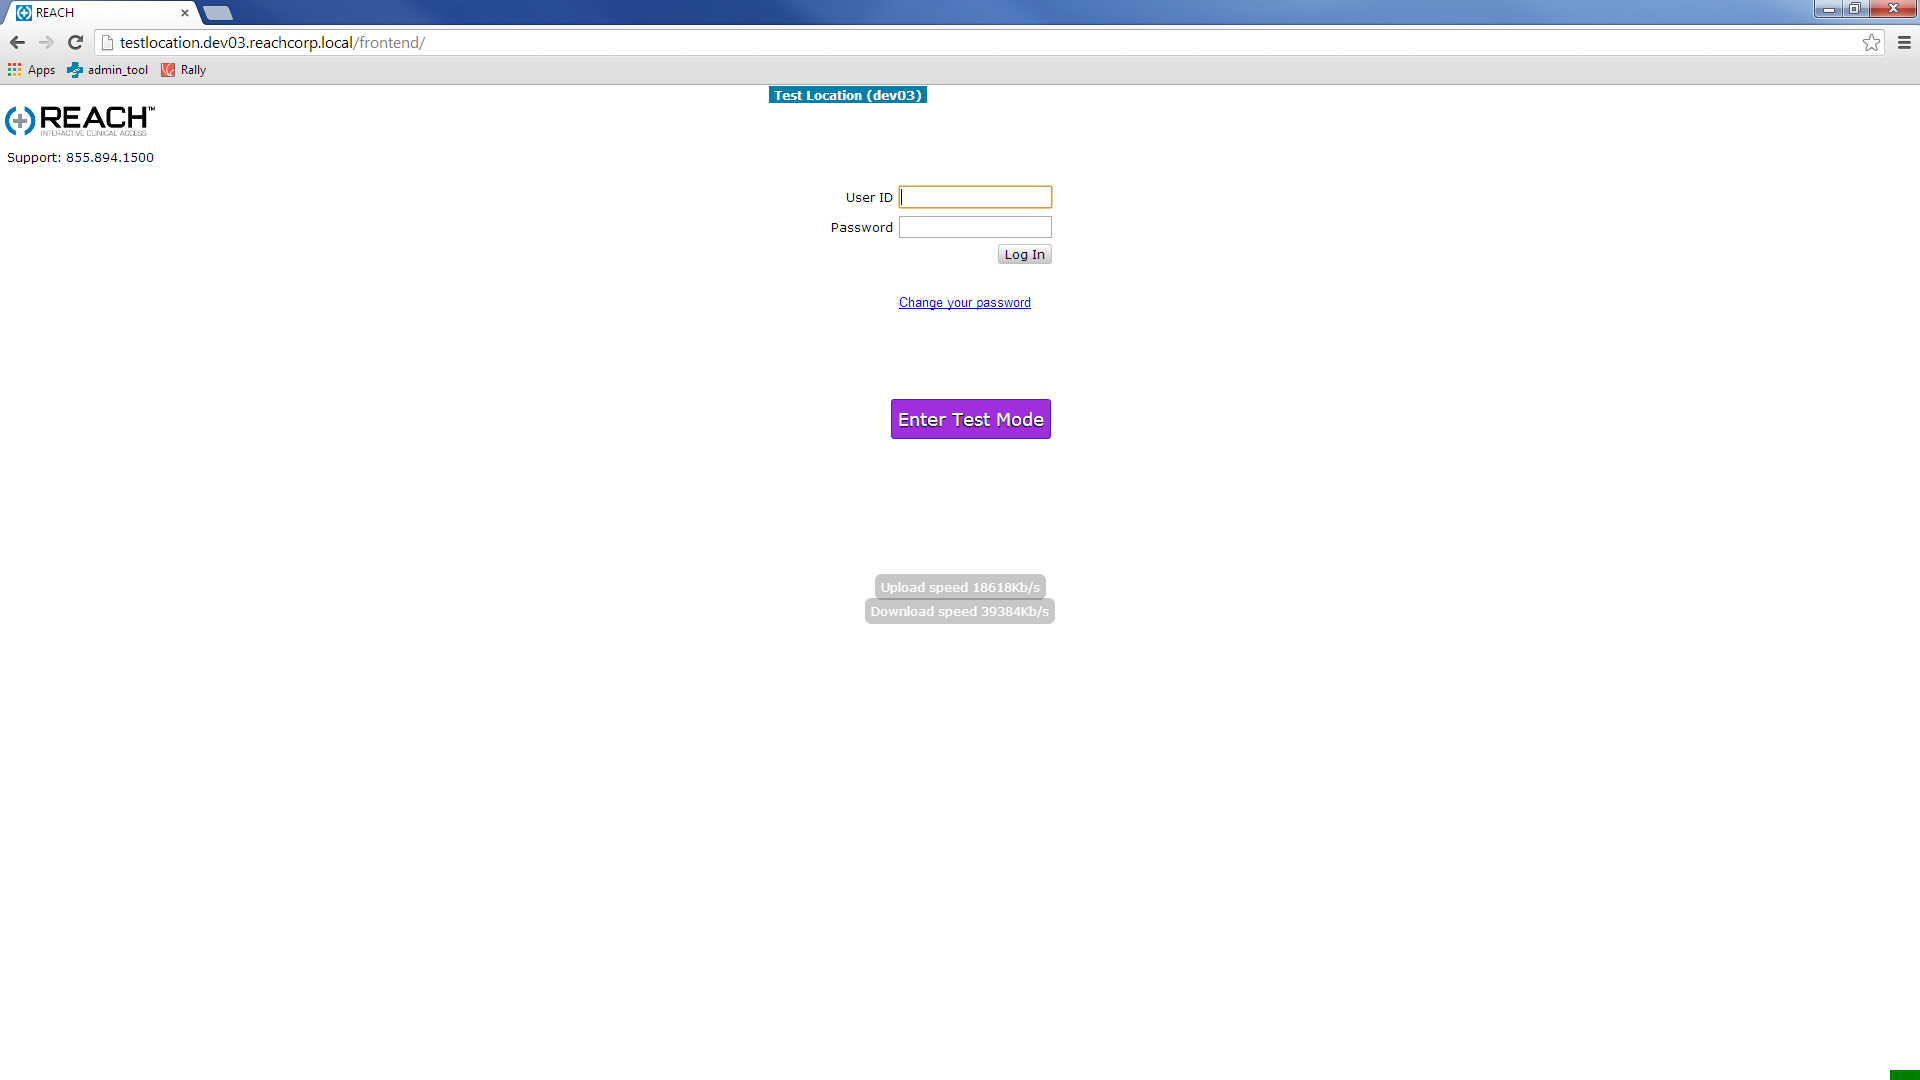 REACH
testlocation.dev03.reachcorp.local/frontend/
Apps admin_tool Rally
Test Location (dev03)
REACH™
INTERACTIVE CLINICAL ACCESS
Support: 855.894.1500
User ID
Password
Log In
Change your password
Enter Test Mode
Upload speed 18618Kb/s
Download speed 39384Kb/s